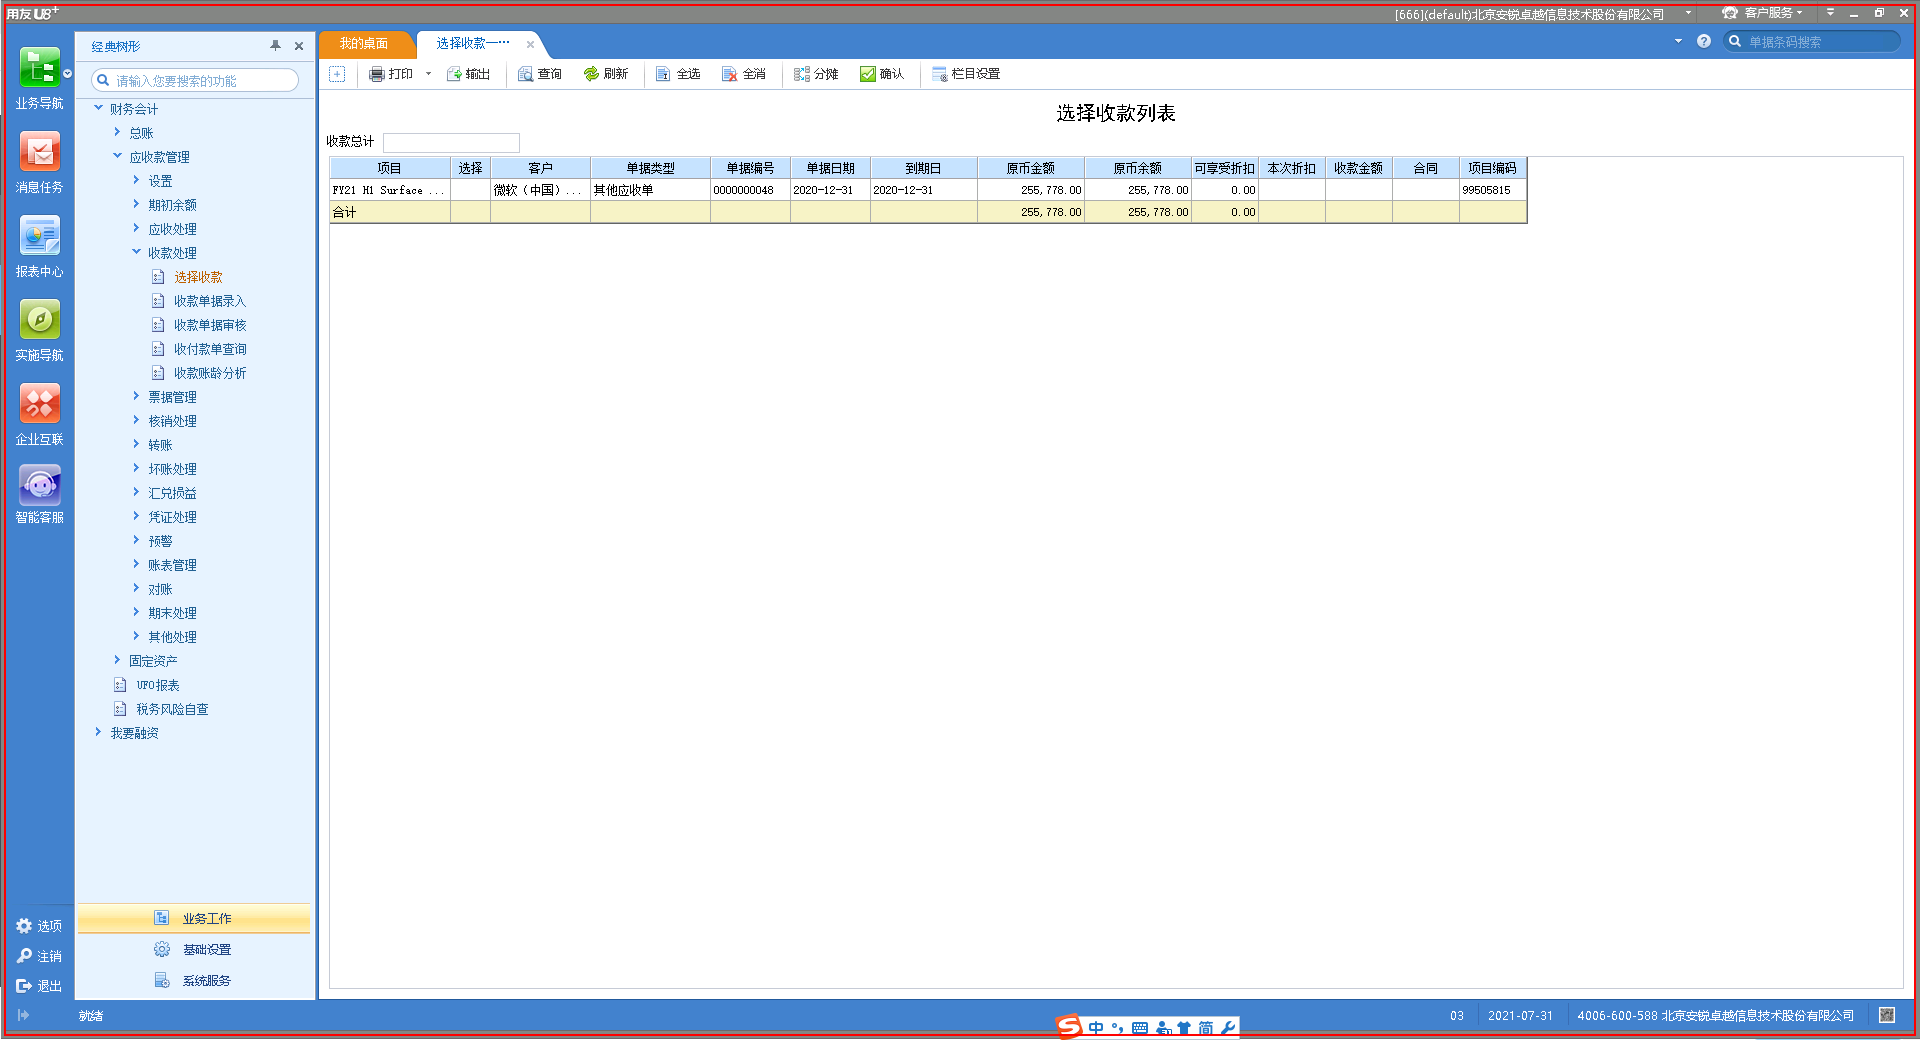 用友U8+
[666](default)北京安锐卓越信息技术股份有限公司
客户服务
业务导航
消息任务
报表中心
实施导航
企业互联
智能客服
选项
注销
退出
经典树形
请输入您要搜索的功能
财务会计
总账
应收款管理
设置
期初余额
应收处理
收款处理
选择收款
收款单据录入
收款单据审核
收付款单查询
收款账龄分析
票据管理
核销处理
转账
坏账处理
汇兑损益
凭证处理
预警
账表管理
对账
期末处理
其他处理
固定资产
UFO报表
税务风险自查
我要融资
业务工作
基础设置
系统服务
我的桌面 选择收款一···
单据条码搜索
打印 输出 查询 刷新 全选 全消 分摊 确认 栏目设置
选择收款列表
收款总计
项目 选择 客户 单据类型 单据编号 单据日期 到期日 原币金额 原币余额 可享受折扣 本次折扣 收款金额 合同 项目编码
FY21 H1 Surface ... 微软（中国）... 其他应收单 0000000048 2020-12-31 2020-12-31 255,778.00 255,778.00 0.00 99505815
合计 255,778.00 255,778.00 0.00
就绪
中 简
03 2021-07-31 4006-600-588 北京安锐卓越信息技术股份有限公司